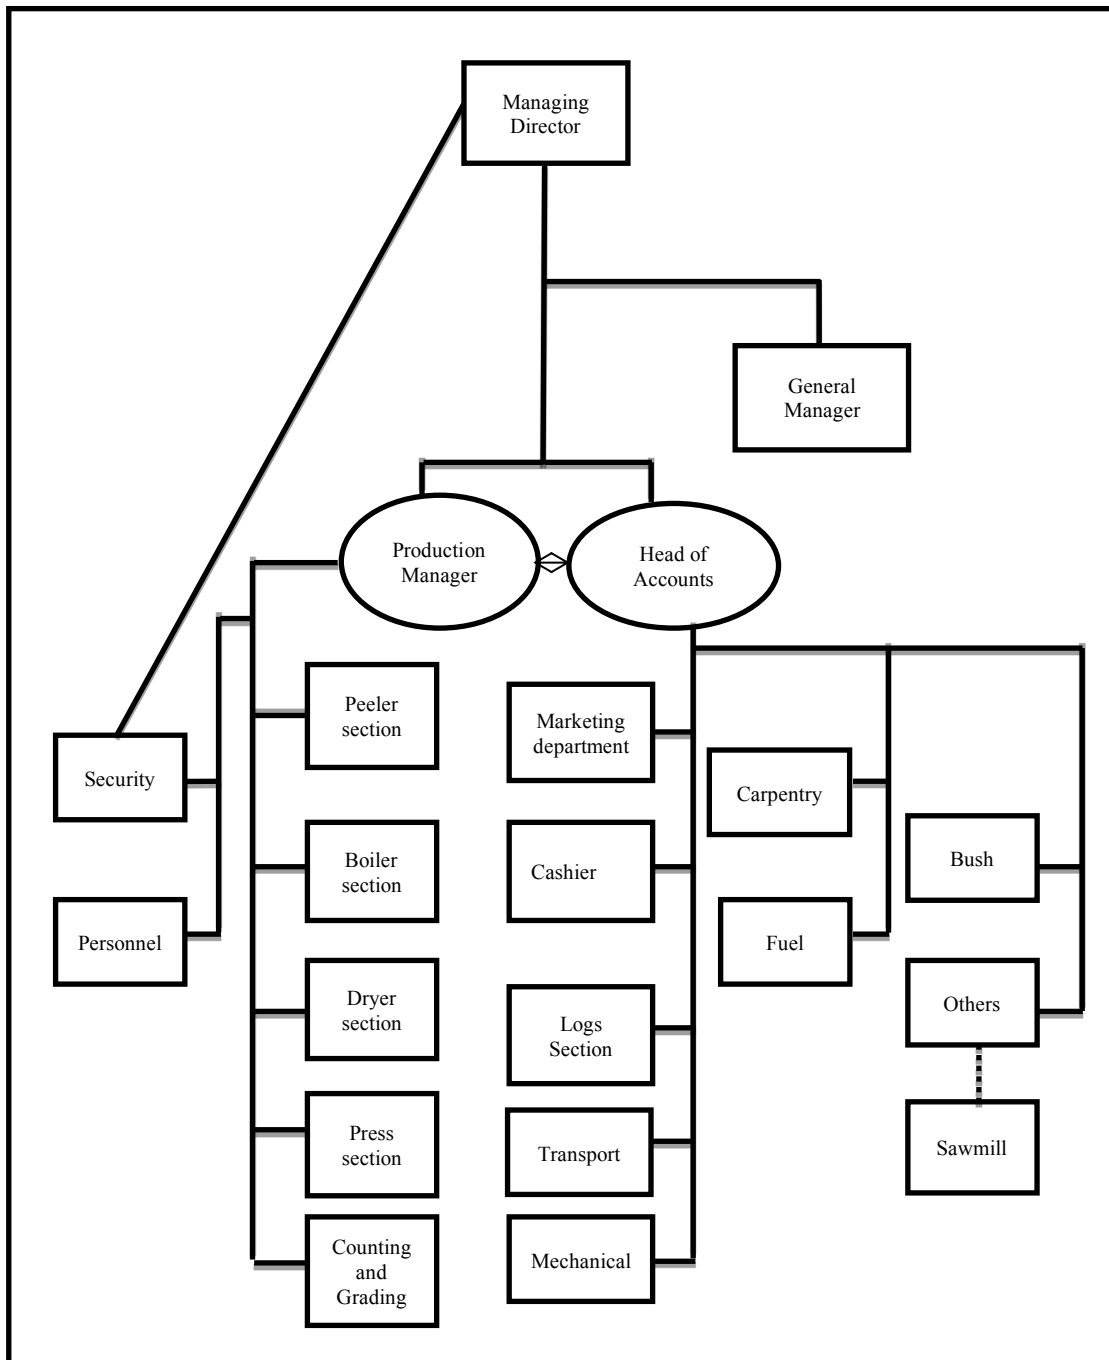 Managing
Director
General
Manager
Production
Manager
Head of
Accounts
Peeler
section
Marketing
department
Security
Carpentry
Boiler
section
Cashier
Bush
Personnel
Fuel
Dryer
section
Logs
Section
Others
Press
section
Transport
Sawmill
Counting
and
Grading
Mechanical